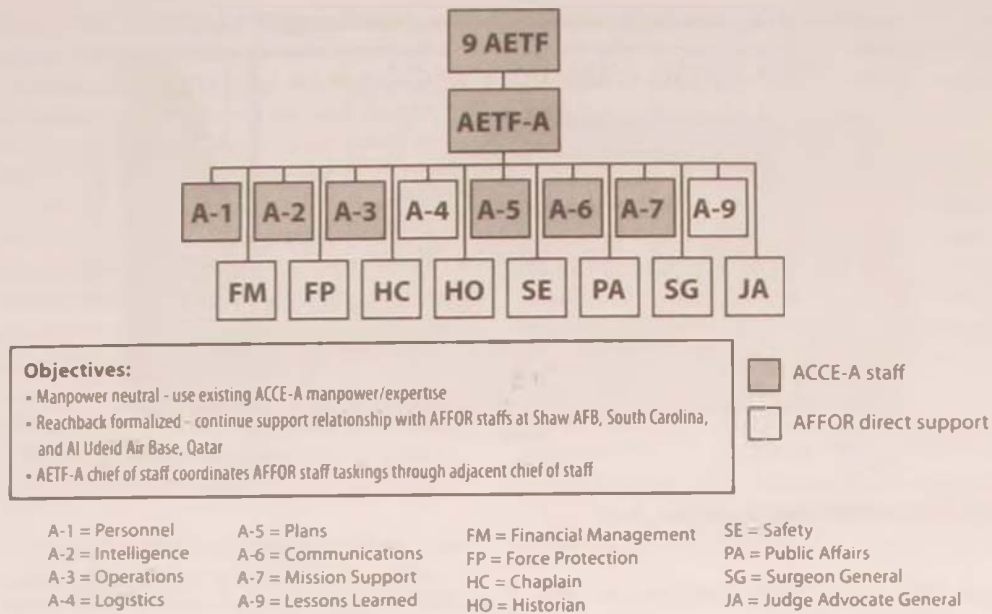 9 AETF
AETF-A
A-1 A-2 A-3 A-4 A-5 A-6 A-7 A-9
FM FP HC HO SE PA SG JA
Objectives:
- Manpower neutral - use existing ACCE-A manpower/expertise
- Reachback formalized - continue support relationship with AFFOR staffs at Shaw AFB, South Carolina,
and Al Udeid Air Base, Qatar
- AETF-A chief of staff coordinates AFFOR staff taskings through adjacent chief of staff
ACCE-A staff
AFFOR direct support
A-1 = Personnel
A-2 = Intelligence
A-3 = Operations
A-4 = Logistics
A-5 = Plans
A-6 = Communications
A-7 = Mission Support
A-9 = Lessons Learned
FM = Financial Management
FP = Force Protection
HC = Chaplain
HO = Historian
SE = Safety
PA = Public Affairs
SG = Surgeon General
JA = Judge Advocate General